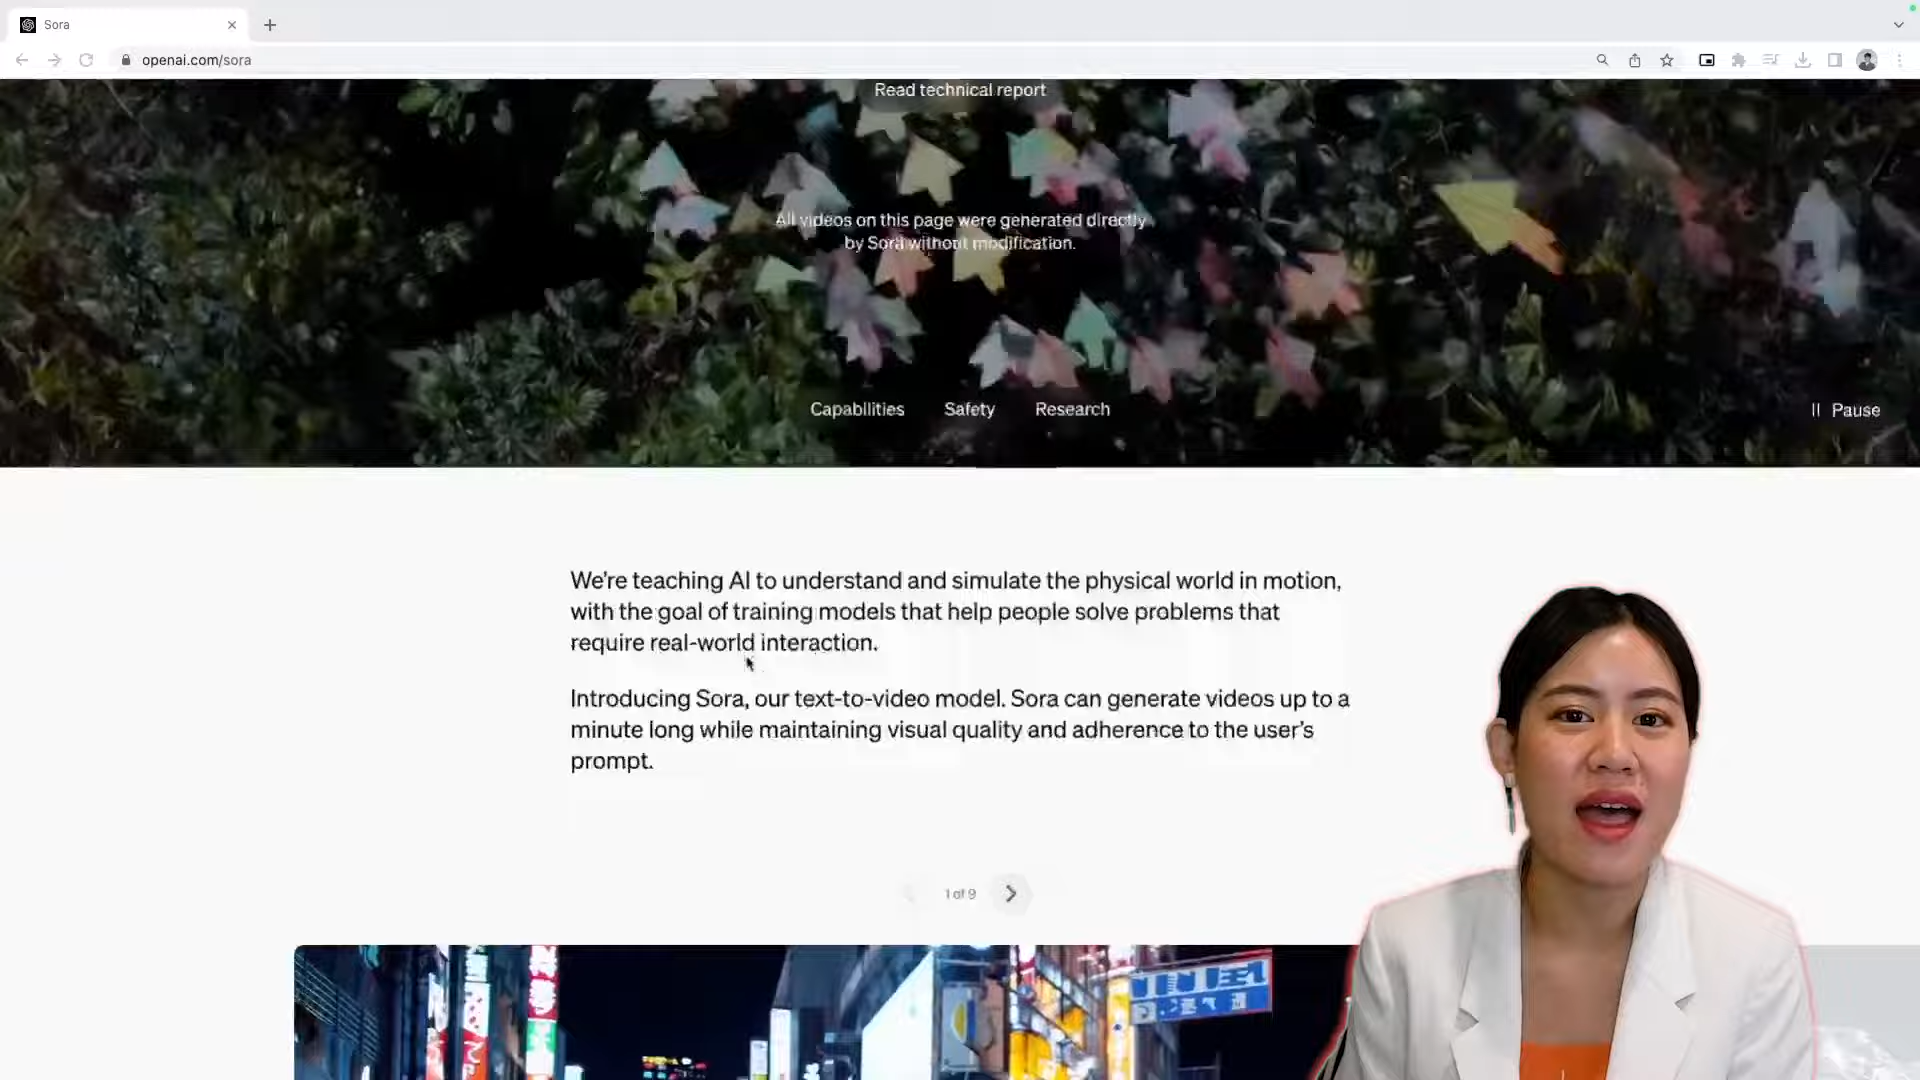 Sora
openai.com/sora
Read technical report
All videos on this page were generated directly
by Sora without modification.
Capabilities Safety Research
Pause
We're teaching AI to understand and simulate the physical world in motion,
with the goal of training models that help people solve problems that
require real-world interaction.
Introducing Sora, our text-to-video model. Sora can generate videos up to a
minute long while maintaining visual quality and adherence to the user's
prompt.
1 of 9